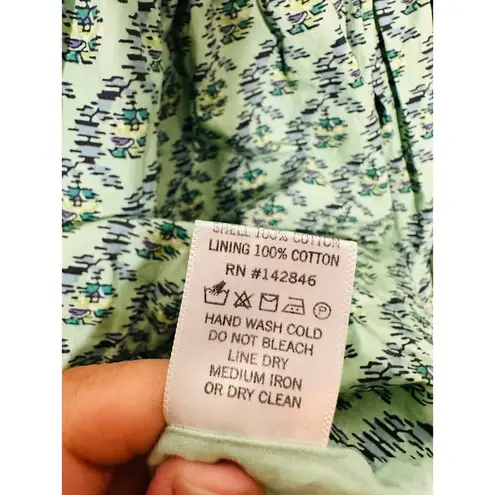 SHELL 100% COTTON
LINING 100% COTTON
RN #142846
P
HAND WASH COLD
DO NOT BLEACH
LINE DRY
MEDIUM IRON
OR DRY CLEAN